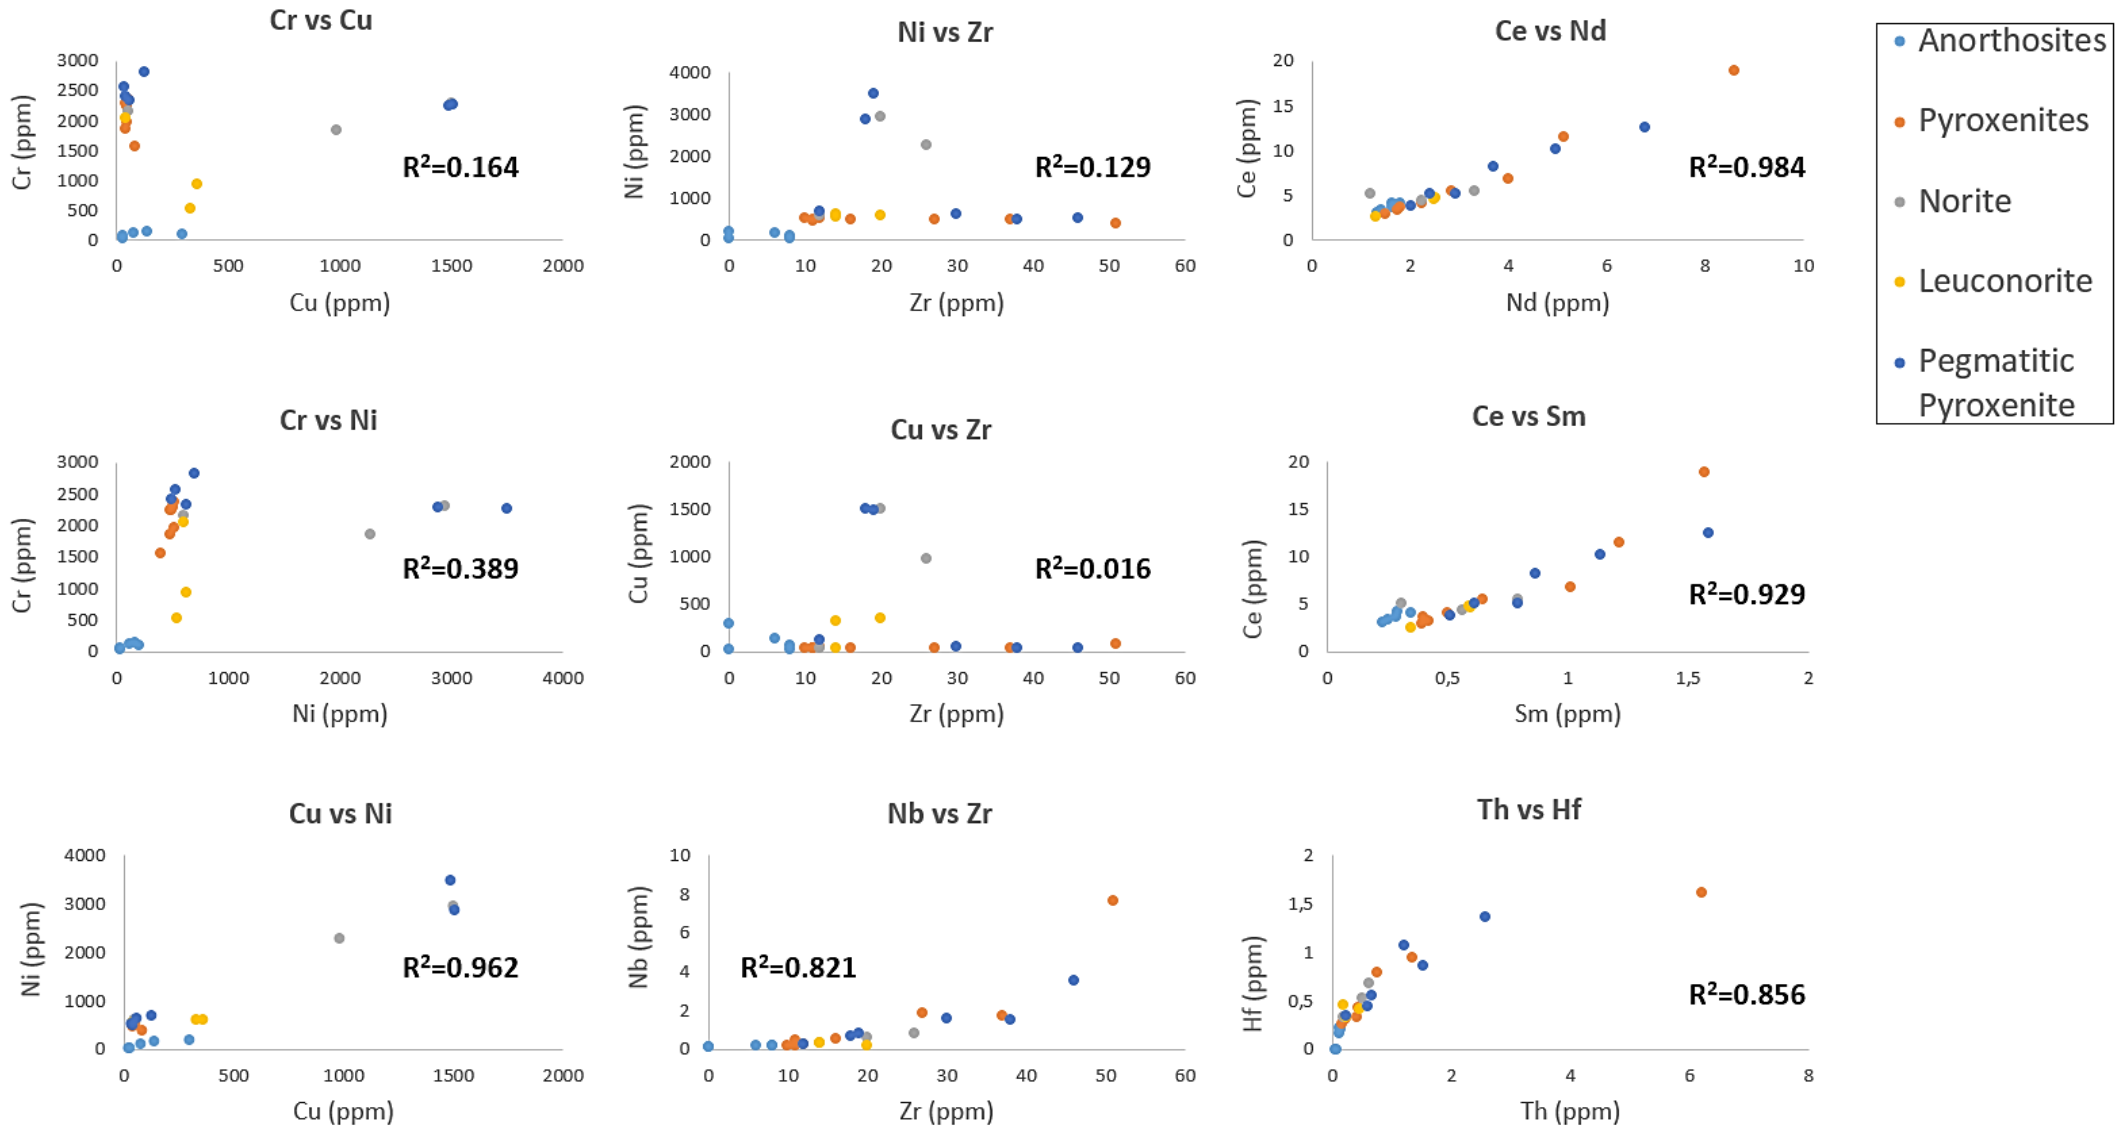 Cr vs Cu
3000
2500
2000
1500
1000
500
0
Cr (ppm)
R²=0.164
0 500 1000 1500 2000
Cu (ppm)
Ni vs Zr
4000
3000
2000
1000
0
Ni (ppm)
R²=0.129
0 10 20 30 40 50 60
Zr (ppm)
Ce vs Nd
20
15
10
5
0
Ce (ppm)
R²=0.984
0 2 4 6 8 10
Nd (ppm)
Anorthosites
Pyroxenites
Norite
Leuconorite
Pegmatitic
Pyroxenite
Cr vs Ni
3000
2500
2000
1500
1000
500
0
Cr (ppm)
R²=0.389
0 1000 2000 3000 4000
Ni (ppm)
Cu vs Zr
2000
1500
1000
500
0
Cu (ppm)
R²=0.016
0 10 20 30 40 50 60
Zr (ppm)
Ce vs Sm
20
15
10
5
0
Ce (ppm)
R²=0.929
0 0,5 1 1,5 2
Sm (ppm)
Cu vs Ni
4000
3000
2000
1000
0
Ni (ppm)
R²=0.962
0 500 1000 1500 2000
Cu (ppm)
Nb vs Zr
10
8
6
4
2
0
Nb (ppm)
R²=0.821
0 10 20 30 40 50 60
Zr (ppm)
Th vs Hf
2
1,5
1
0,5
0
Hf (ppm)
R²=0.856
0 2 4 6 8
Th (ppm)